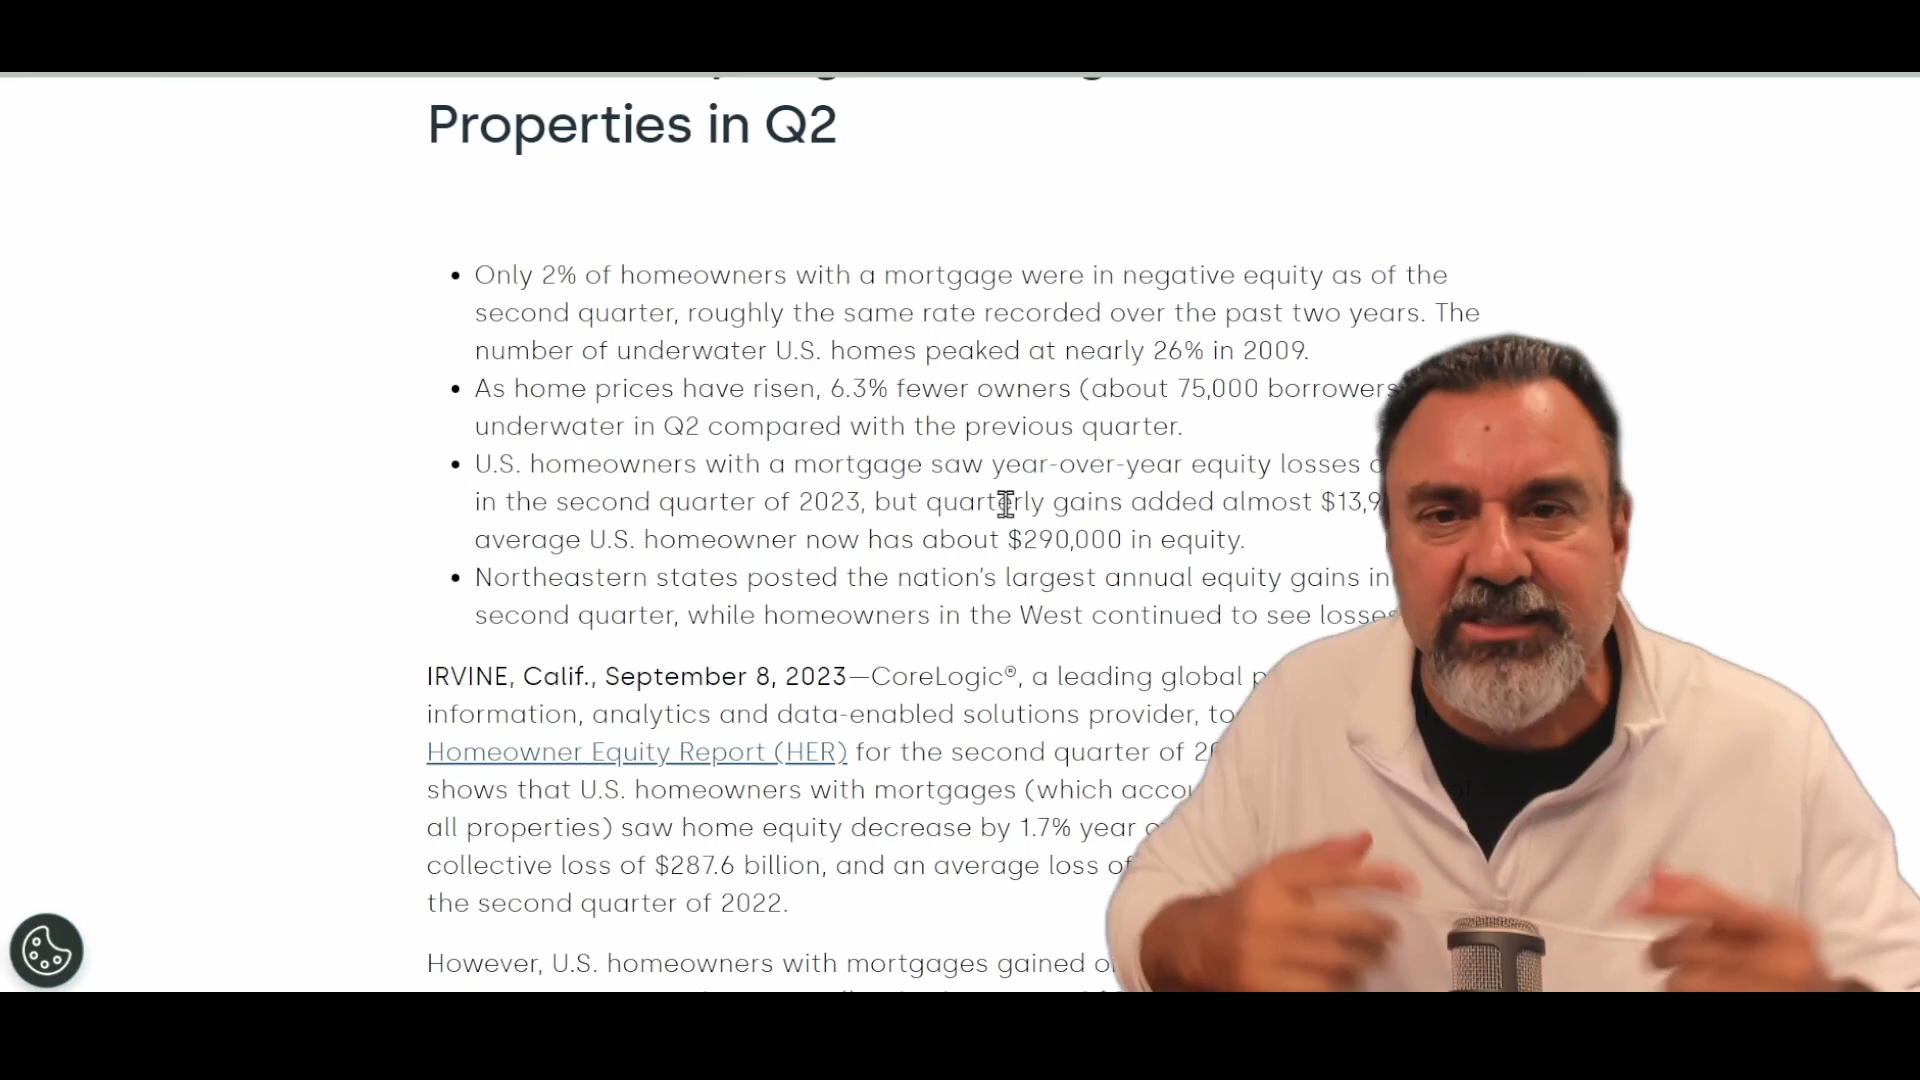 Properties in Q2
• Only 2% of homeowners with a mortgage were in negative equity as of the
second quarter, roughly the same rate recorded over the past two years. The
number of underwater U.S. homes peaked at nearly 26% in 2009.
• As home prices have risen, 6.3% fewer owners (about 75,000 borrowers
underwater in Q2 compared with the previous quarter.
• U.S. homeowners with a mortgage saw year-over-year equity losses
in the second quarter of 2023, but quarterly gains added almost $13,9
average U.S. homeowner now has about $290,000 in equity.
• Northeastern states posted the nation's largest annual equity gains in
second quarter, while homeowners in the West continued to see losses
IRVINE, Calif., September 8, 2023—CoreLogic®, a leading global
information, analytics and data-enabled solutions provider,
Homeowner Equity Report (HER) for the second quarter of
shows that U.S. homeowners with mortgages (which
all properties) saw home equity decrease by 1.7% year
collective loss of $287.6 billion, and an average loss of
the second quarter of 2022.
However, U.S. homeowners with mortgages gained